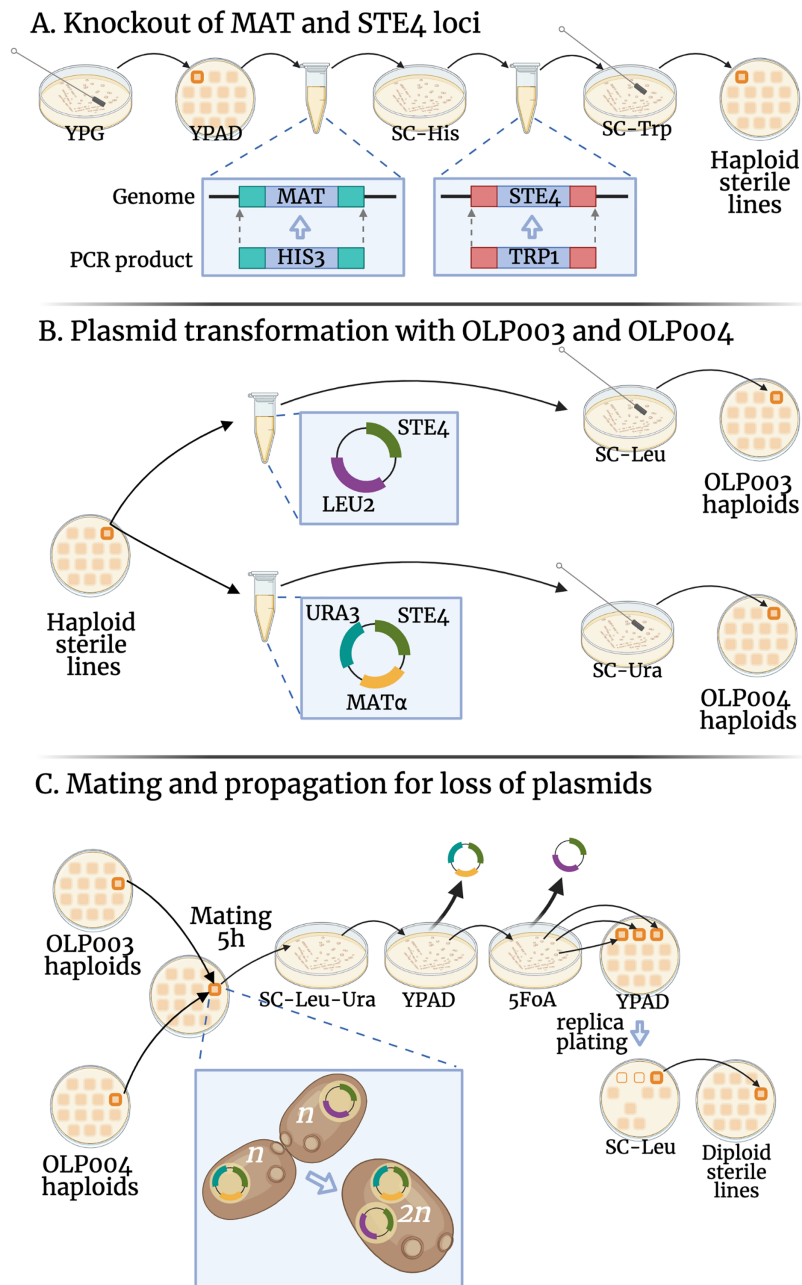 A. Knockout of MAT and STE4 loci
YPG
YPAD
SC-His
SC-Trp
Haploid
sterile
lines
Genome
MAT
STE4
PCR product
HIS3
TRP1
B. Plasmid transformation with OLP003 and OLP004
STE4
LEU2
SC-Leu
OLP003
haploids
Haploid
sterile
lines
URA3
STE4
MATα
SC-Ura
OLP004
haploids
C. Mating and propagation for loss of plasmids
OLP003
haploids
Mating
5h
SC-Leu-Ura
YPAD
5FoA
YPAD
replica
plating
OLP004
haploids
n
n
2n
SC-Leu
Diploid
sterile
lines